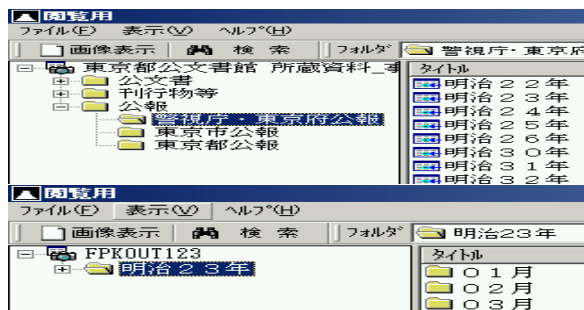 閲覧用
ファイル(F) 表示(V) ヘルプ(H)
画像表示 検 索 フォルダ 警視庁・東京府
東京都公文書館 所蔵資料_事
公文書
刊行物等
公報
警視庁・東京府公報
東京市公報
東京都公報
タイトル
明治２２年
明治２３年
明治２４年
明治２５年
明治２６年
明治３０年
明治３１年
明治３２年
閲覧用
ファイル(F) 表示(V) ヘルプ(H)
画像表示 検 索 フォルダ 明治23年
FPKOUT123
明治２３年
タイトル
０１月
０２月
０３月